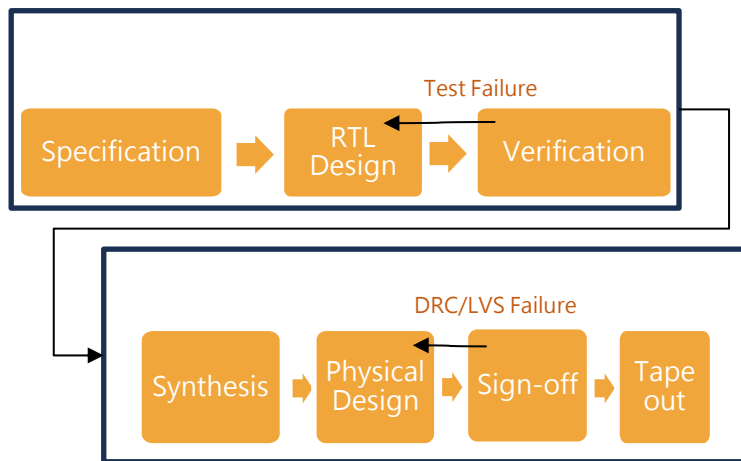 Test Failure
Specification
RTL
Design
Verification
DRC/LVS Failure
Synthesis
Physical
Design
Sign-off
Tape
out